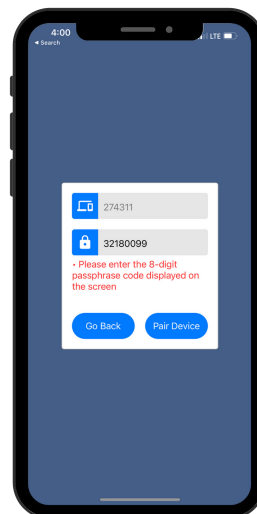 4:00 LTE
◂ Search
274311
32180099
• Please enter the 8-digit
passphrase code displayed on
the screen
Go Back Pair Device